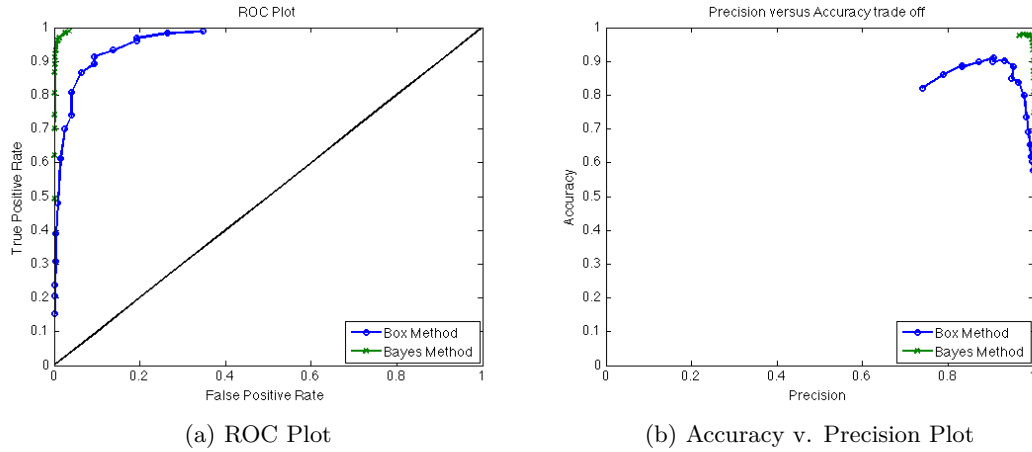 ROC Plot
True Positive Rate
1
0.9
0.8
0.7
0.6
0.5
0.4
0.3
0.2
0.1
0
0 0.2 0.4 0.6 0.8 1
False Positive Rate
Box Method
Bayes Method
(a) ROC Plot
Precision versus Accuracy trade off
Accuracy
1
0.9
0.8
0.7
0.6
0.5
0.4
0.3
0.2
0.1
0
0 0.2 0.4 0.6 0.8 1
Precision
Box Method
Bayes Method
(b) Accuracy v. Precision Plot